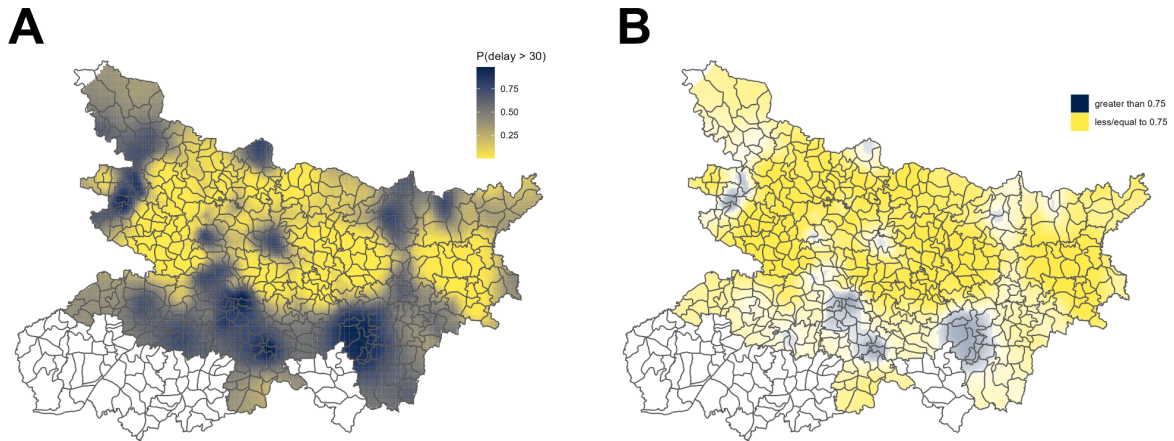 A
P(delay > 30)
0.75
0.50
0.25
B
greater than 0.75
less/equal to 0.75